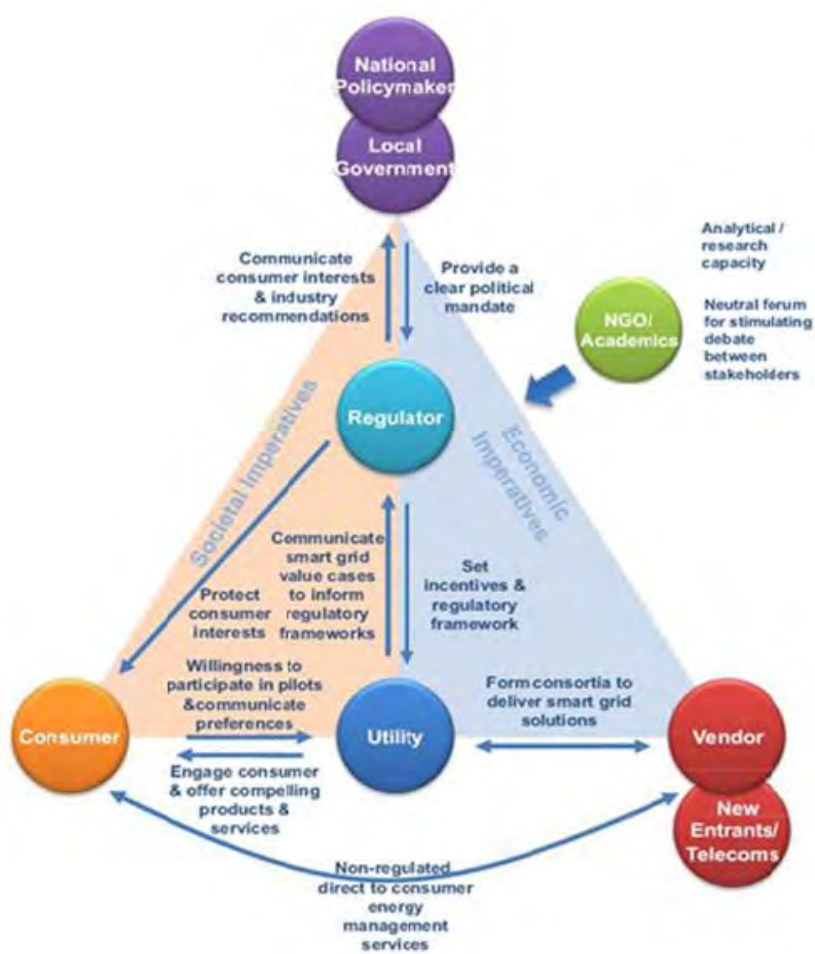 National
Policymaker
Local
Government
Communicate
consumer interests
& industry
recommendations
Provide a
clear political
mandate
Analytical /
research
capacity
NGO/
Academics
Neutral forum
for stimulating
debate
between
stakeholders
Regulator
Societal Imperatives
Economic
Imperatives
Communicate
smart grid
value cases
to inform
regulatory
frameworks
Protect
consumer
interests
Set
incentives &
regulatory
framework
Willingness to
participate in pilots
&communicate
preferences
Form consortia to
deliver smart grid
solutions
Consumer
Utility
Vendor
Engage consumer
& offer compelling
products &
services
New
Entrants/
Telecoms
Non-regulated
direct to consumer
energy
management
services